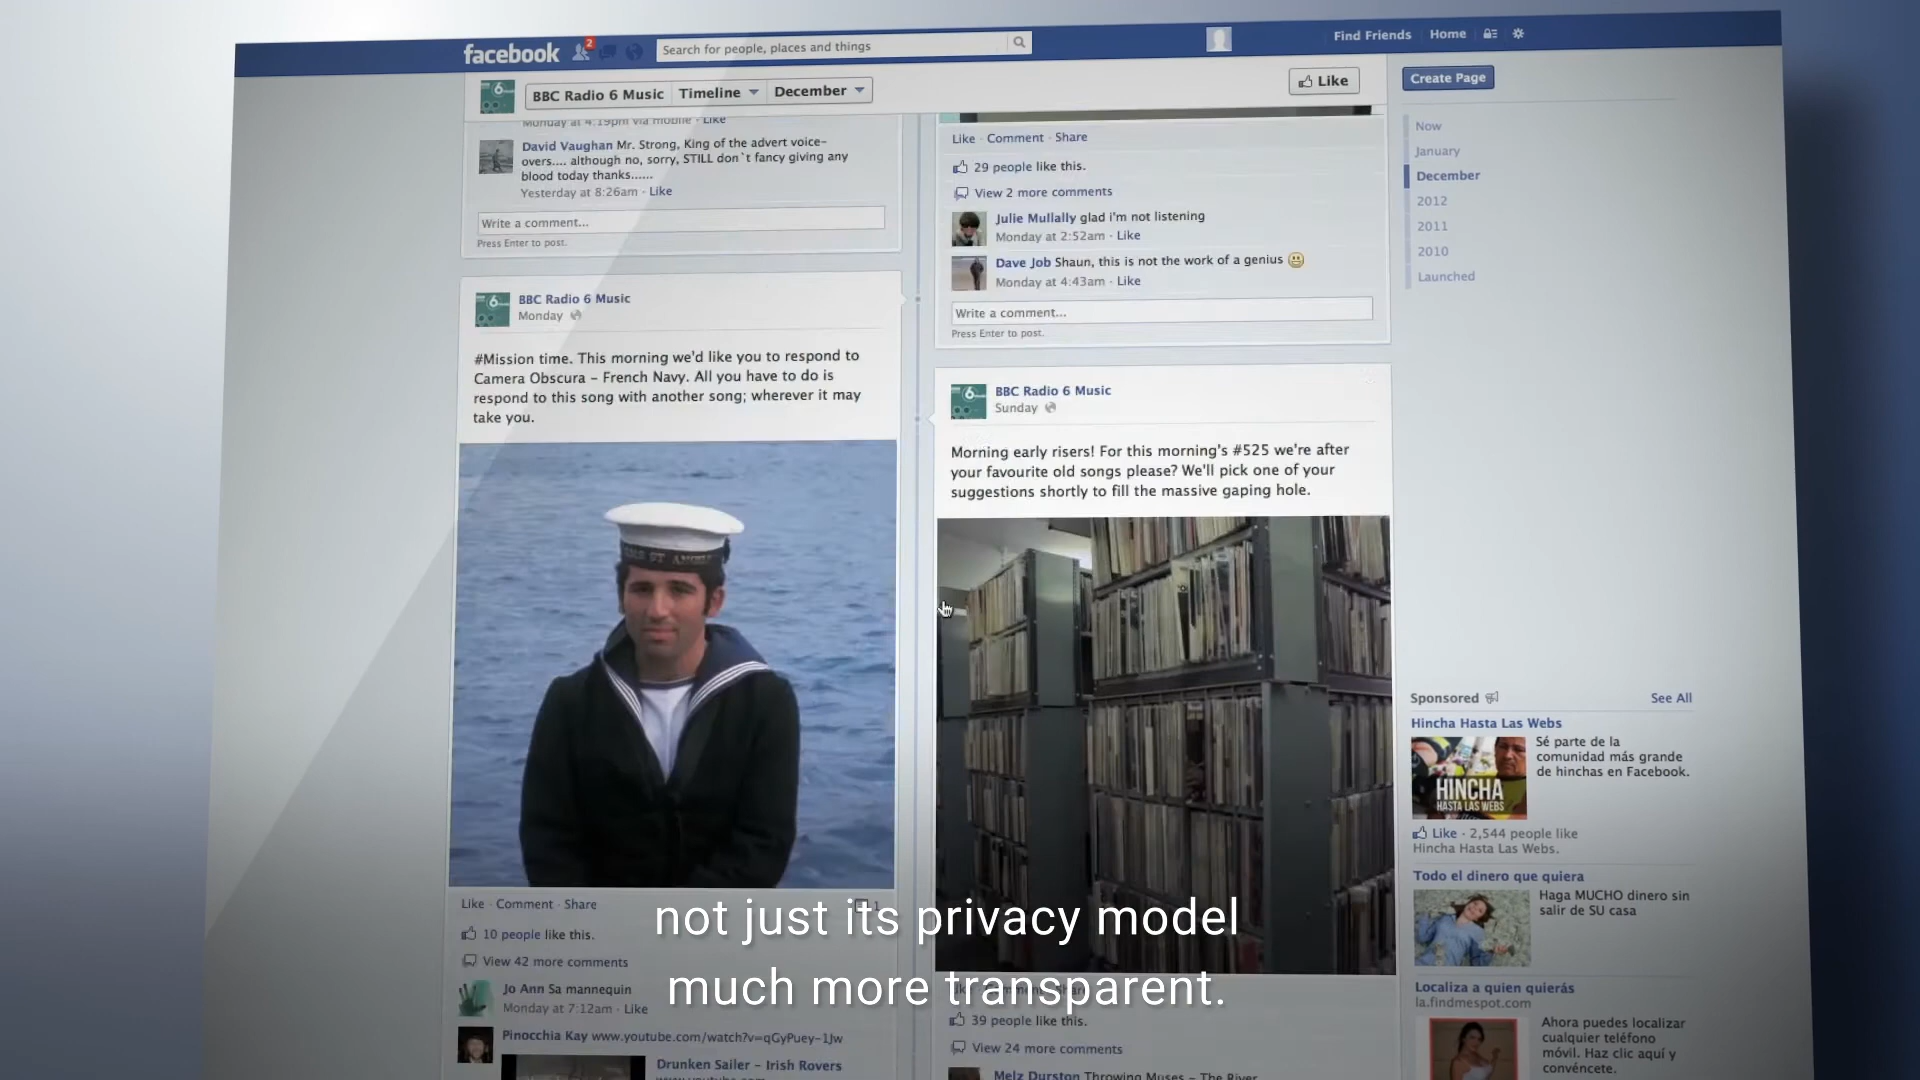 facebook
2
Search for people, places and things
Find Friends
Home
BBC Radio 6 Music
Timeline
December
Like
Create Page
Monday at 4:19pm via mobile · Like
David Vaughan Mr. Strong, King of the advert voice-
overs.... although no, sorry, STILL don`t fancy giving any
blood today thanks......
Yesterday at 8:26am · Like
Write a comment...
Press Enter to post.
6
BBC Radio 6 Music
Monday
#Mission time. This morning we'd like you to respond to
Camera Obscura – French Navy. All you have to do is
respond to this song with another song; wherever it may
take you.
Like · Comment · Share
1
10 people like this.
View 42 more comments
Jo Ann Sa mannequin
Monday at 7:12am · Like
Pinocchia Kay www.youtube.com/watch?v=qGyPuey-1Jw
Drunken Sailer – Irish Rovers
Like · Comment · Share
29 people like this.
View 2 more comments
Julie Mullally glad i'm not listening
Monday at 2:52am · Like
Dave Job Shaun, this is not the work of a genius
Monday at 4:43am · Like
Write a comment...
Press Enter to post.
6
BBC Radio 6 Music
Sunday
Morning early risers! For this morning's #525 we're after
your favourite old songs please? We'll pick one of your
suggestions shortly to fill the massive gaping hole.
39 people like this.
View 24 more comments
Melz Durston Throwing Muses – The River
Now
January
December
2012
2011
2010
Launched
Sponsored
See All
Hincha Hasta Las Webs
Sé parte de la
comunidad más grande
de hinchas en Facebook.
HINCHA
HASTA LAS WEBS
Like · 2,544 people like
Hincha Hasta Las Webs.
Todo el dinero que quiera
Haga MUCHO dinero sin
salir de SU casa
Localiza a quien quierás
la.findmespot.com
Ahora puedes localizar
cualquier teléfono
móvil. Haz clic aquí y
convéncete.
not just its privacy model
much more transparent.